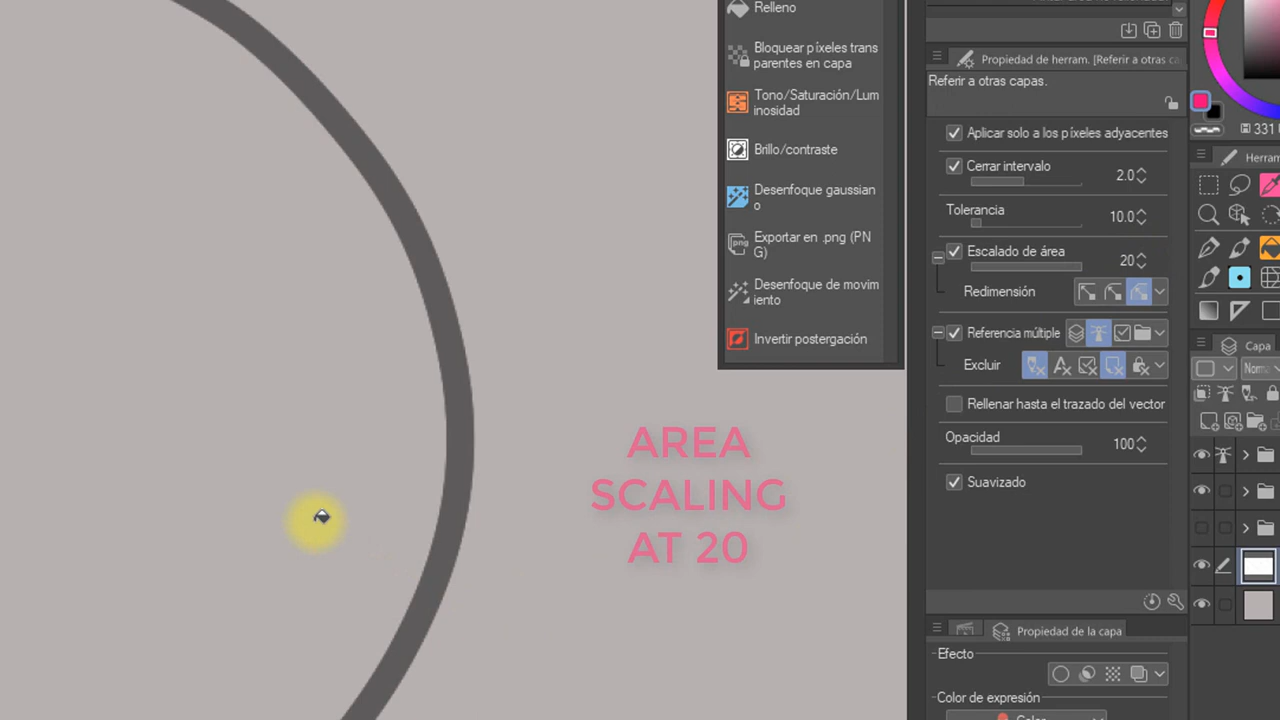 Relleno
Bloquear píxeles trans
parentes en capa
Tono/Saturación/Lum
inosidad
Brillo/contraste
Desenfoque gaussian
o
Exportar en .png (PN
G)
Desenfoque de movim
iento
Invertir postergación
AREA
SCALING
AT 20
Propiedad de herram. [Referir a otras ca
Referir a otras capas.
Aplicar solo a los píxeles adyacentes
Cerrar intervalo 2.0
Tolerancia 10.0
Escalado de área 20
Redimensión
Referencia múltiple
Excluir
Rellenar hasta el trazado del vector
Opacidad 100
Suavizado
Propiedad de la capa
Efecto
Color de expresión
331
Herram
Capa
Norma